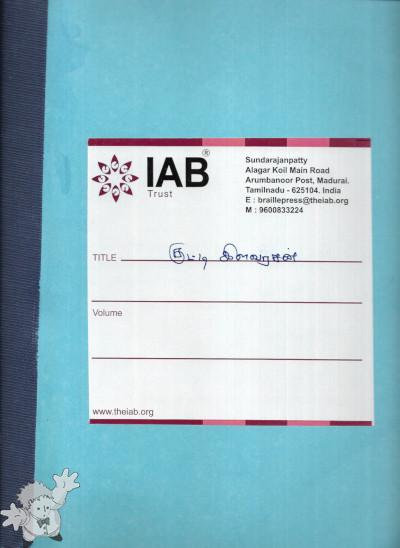 IAB®
Trust
Sundarajanpatty
Alagar Koil Main Road
Arumbanoor Post, Madurai.
Tamilnadu - 625104. India
E : braillepress@theiab.org
M : 9600833224
TITLE குட்டி இளவரசன்
Volume
www.theiab.org